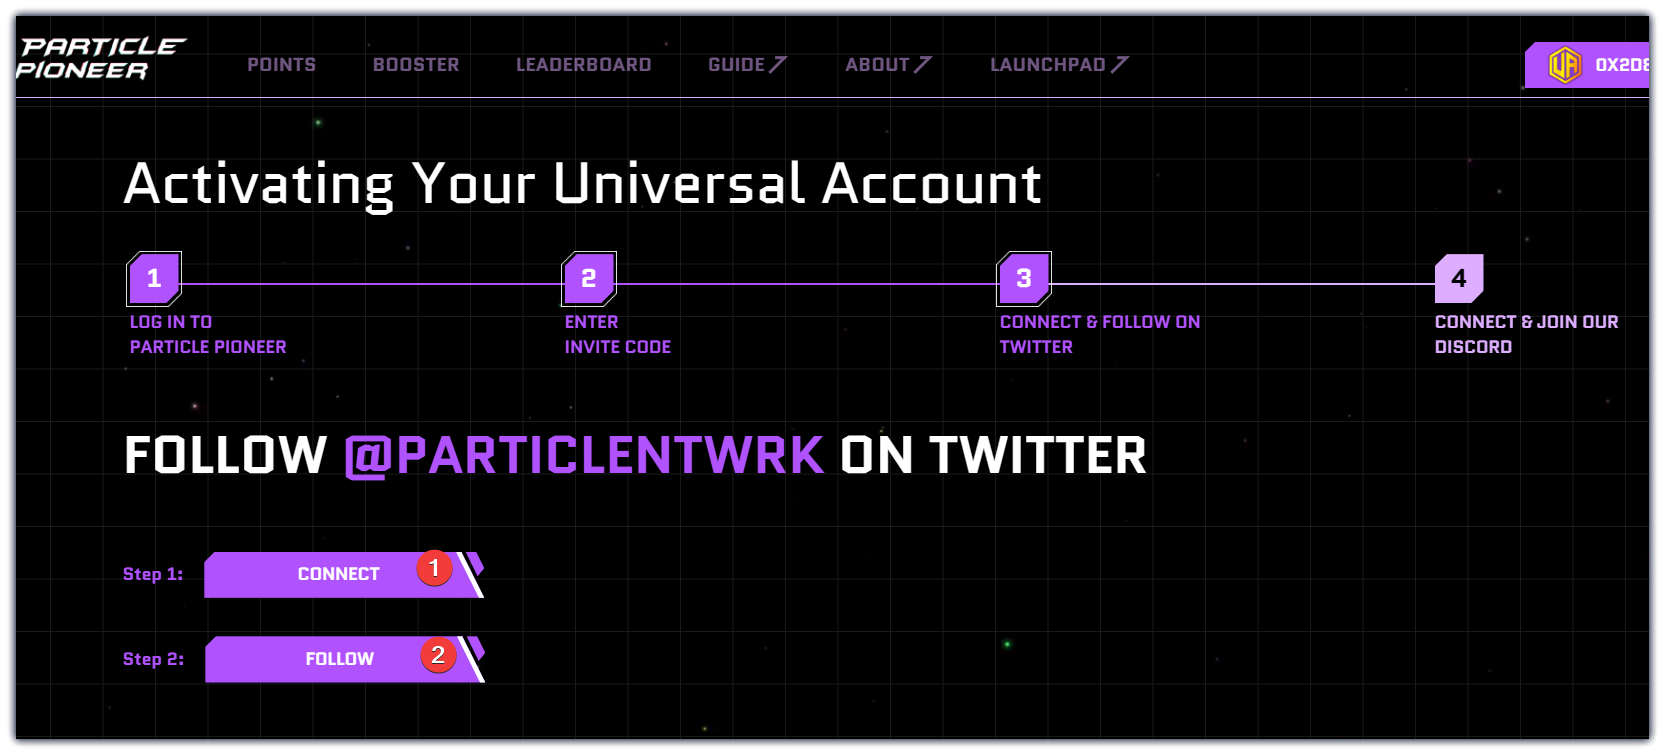 PARTICLE
PIONEER
POINTS BOOSTER LEADERBOARD GUIDE ABOUT LAUNCHPAD
UA 0X2D8
Activating Your Universal Account
1 2 3 4
LOG IN TO
PARTICLE PIONEER
ENTER
INVITE CODE
CONNECT & FOLLOW ON
TWITTER
CONNECT & JOIN OUR
DISCORD
FOLLOW @PARTICLENTWRK ON TWITTER
Step 1: CONNECT 1
Step 2: FOLLOW 2